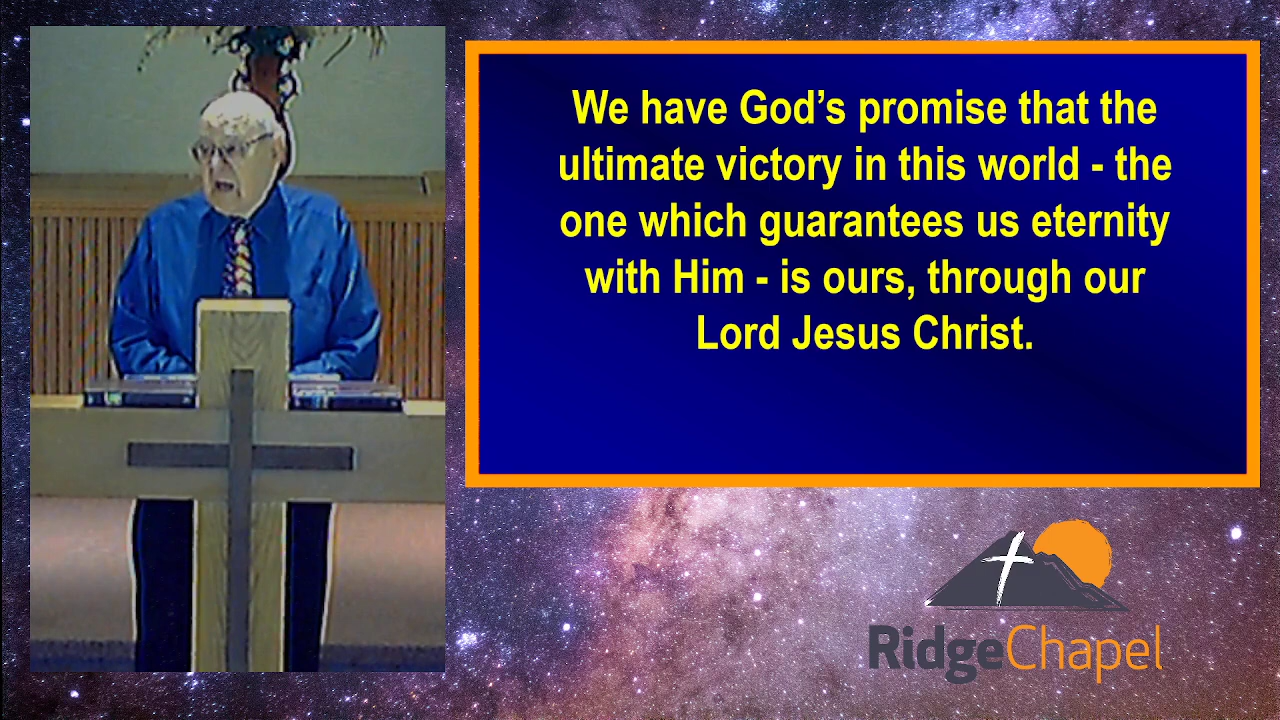 We have God’s promise that the
ultimate victory in this world - the
one which guarantees us eternity
with Him - is ours, through our
Lord Jesus Christ.
RidgeChapel